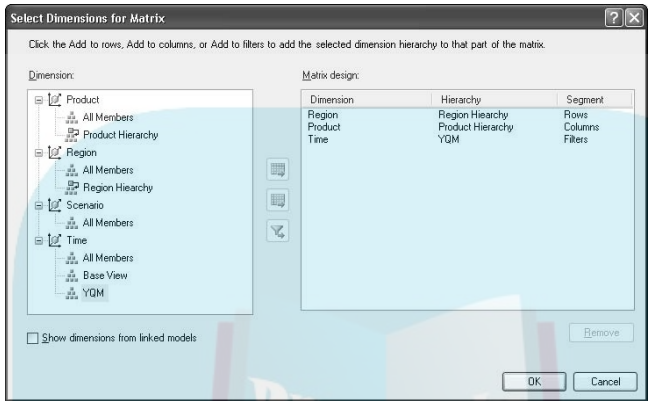 Select Dimensions for Matrix
Click the Add to rows, Add to columns, or Add to filters to add the selected dimension hierarchy to that part of the matrix.
Dimension:
Product
All Members
Product Hierarchy
Region
All Members
Region Hiearchy
Scenario
All Members
Time
All Members
Base View
YQM
Show dimensions from linked models
Matrix design:
Dimension Hierarchy Segment
Region Region Hiearchy Rows
Product Product Hierarchy Columns
Time YQM Filters
Remove
OK Cancel